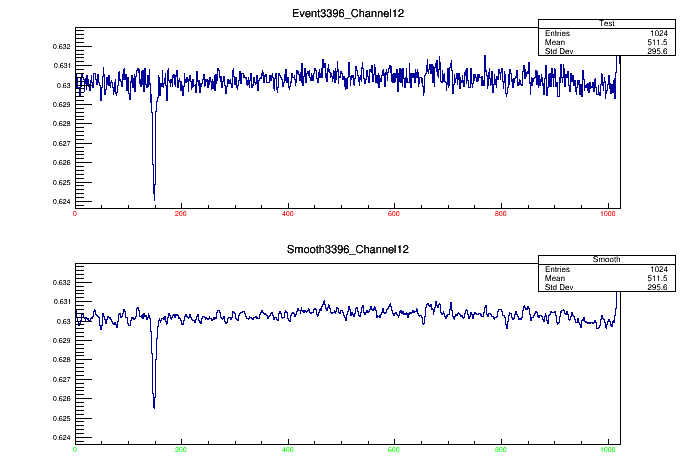 Event3396_Channel12
Test
Entries 1024
Mean 511.5
Std Dev 295.6
0.632
0.631
0.63
0.629
0.628
0.627
0.626
0.625
0.624
0 200 400 600 800 1000
Smooth3396_Channel12
Smooth
Entries 1024
Mean 511.5
Std Dev 295.6
0.632
0.631
0.63
0.629
0.628
0.627
0.626
0.625
0.624
0 200 400 600 800 1000